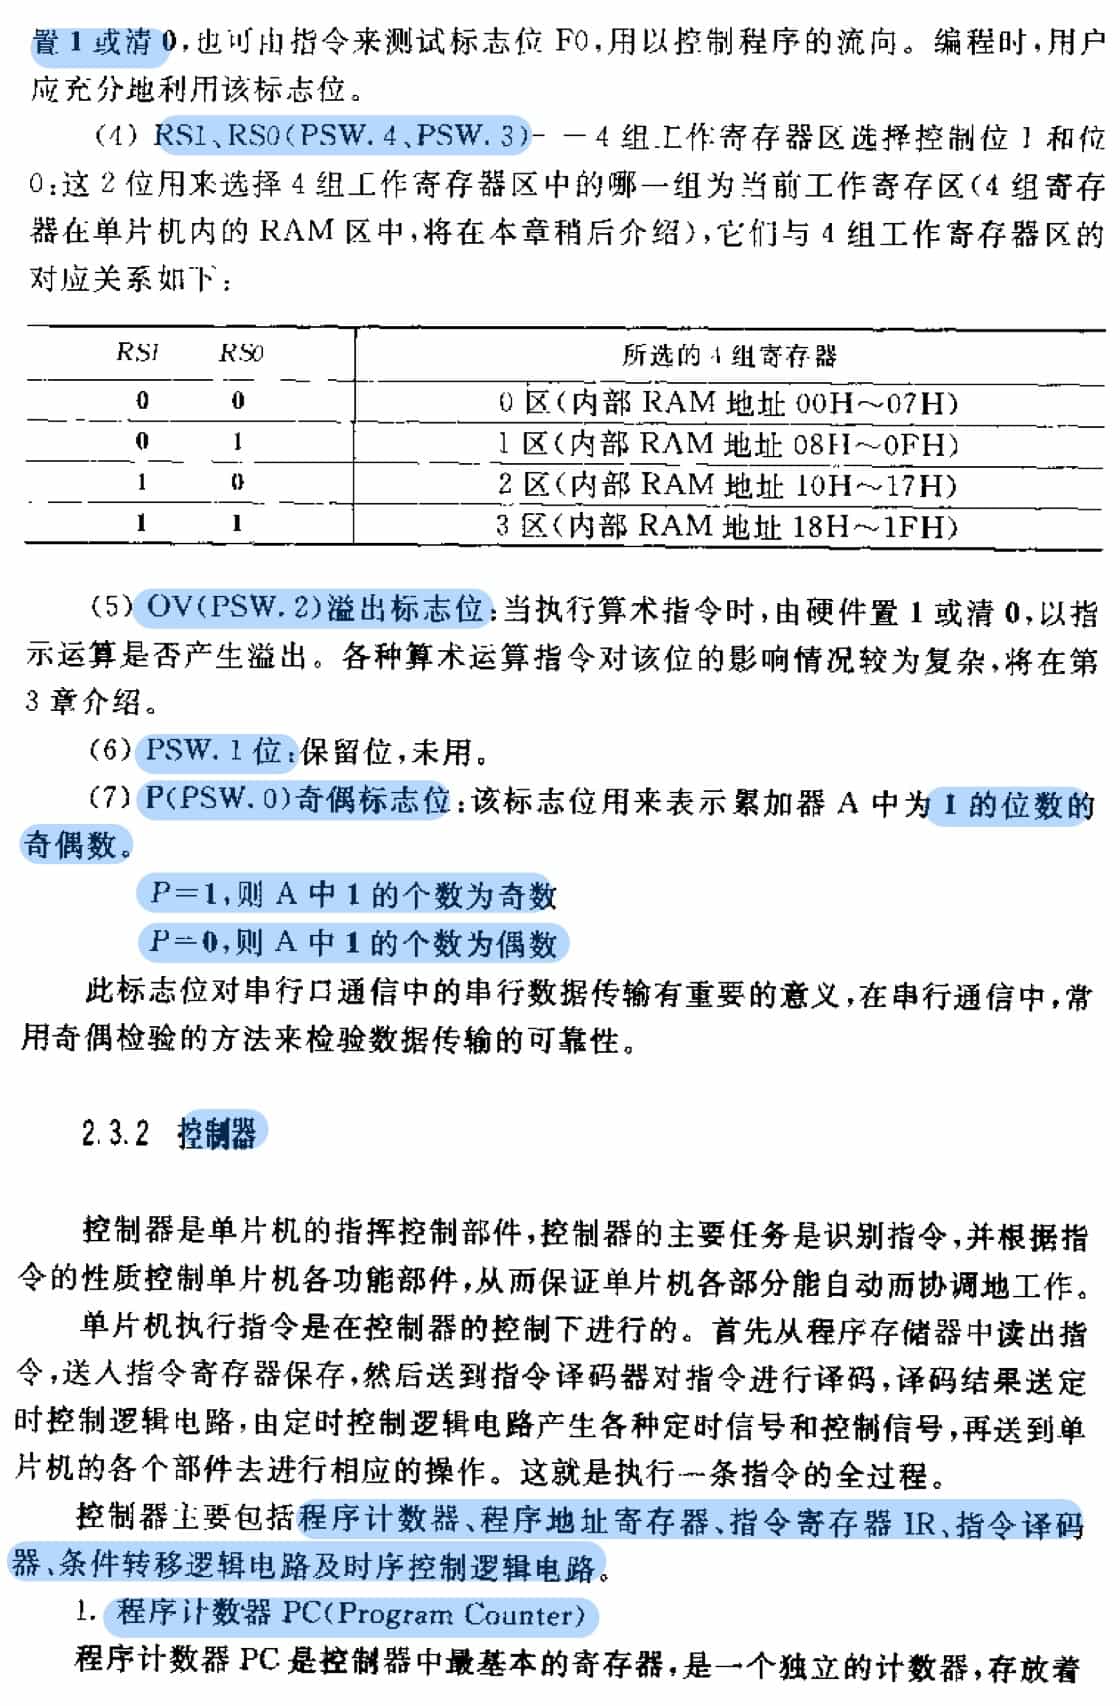 置 1 或清 0,也可由指令来测试标志位 F0,用以控制程序的流向。编程时,用户
应充分地利用该标志位。
(4) RS1、RS0(PSW.4、PSW.3)——4 组工作寄存器区选择控制位 1 和位
0:这 2 位用来选择 4 组工作寄存器区中的哪一组为当前工作寄存区(4 组寄存
器在单片机内的 RAM 区中,将在本章稍后介绍),它们与 4 组工作寄存器区的
对应关系如下:
RS1 RS0 所选的 4 组寄存器
0 0 0 区(内部 RAM 地址 00H～07H)
0 1 1 区(内部 RAM 地址 08H～0FH)
1 0 2 区(内部 RAM 地址 10H～17H)
1 1 3 区(内部 RAM 地址 18H～1FH)
(5) OV(PSW.2)溢出标志位:当执行算术指令时,由硬件置 1 或清 0,以指
示运算是否产生溢出。各种算术运算指令对该位的影响情况较为复杂,将在第
3 章介绍。
(6) PSW.1 位:保留位,未用。
(7) P(PSW.0)奇偶标志位:该标志位用来表示累加器 A 中为 1 的位数的
奇偶数。
P=1,则 A 中 1 的个数为奇数
P=0,则 A 中 1 的个数为偶数
此标志位对串行口通信中的串行数据传输有重要的意义,在串行通信中,常
用奇偶检验的方法来检验数据传输的可靠性。
2.3.2 控制器
控制器是单片机的指挥控制部件,控制器的主要任务是识别指令,并根据指
令的性质控制单片机各功能部件,从而保证单片机各部分能自动而协调地工作。
单片机执行指令是在控制器的控制下进行的。首先从程序存储器中读出指
令,送入指令寄存器保存,然后送到指令译码器对指令进行译码,译码结果送定
时控制逻辑电路,由定时控制逻辑电路产生各种定时信号和控制信号,再送到单
片机的各个部件去进行相应的操作。这就是执行一条指令的全过程。
控制器主要包括程序计数器、程序地址寄存器、指令寄存器 IR、指令译码
器、条件转移逻辑电路及时序控制逻辑电路。
1. 程序计数器 PC(Program Counter)
程序计数器 PC 是控制器中最基本的寄存器,是一个独立的计数器,存放着